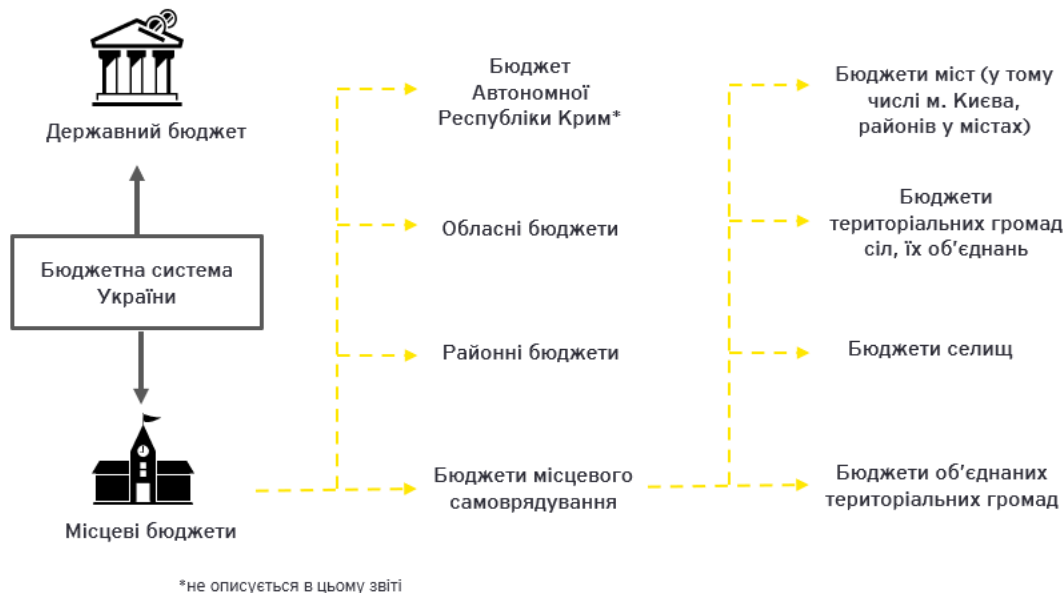 Державний бюджет
Бюджетна система
України
Місцеві бюджети
Бюджет
Автономної
Республіки Крим*
Обласні бюджети
Районні бюджети
Бюджети місцевого
самоврядування
Бюджети міст (у тому
числі м. Києва,
районів у містах)
Бюджети
територіальних громад
сіл, їх об’єднань
Бюджети селищ
Бюджети об’єднаних
територіальних громад
*не описується в цьому звіті